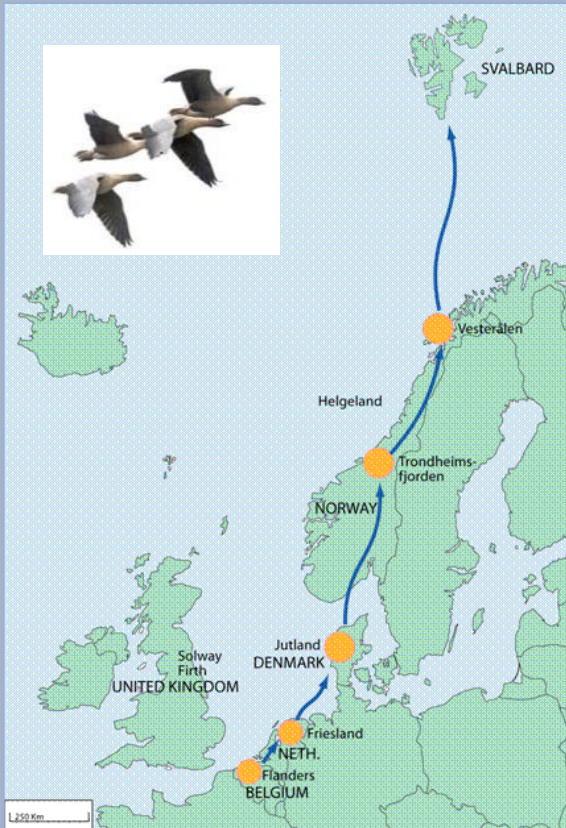 SVALBARD
Vesterålen
Helgeland
Trondheims-
fjorden
NORWAY
Jutland
DENMARK
Solway
Firth
UNITED KINGDOM
Friesland
NETH.
Flanders
BELGIUM
250 Km